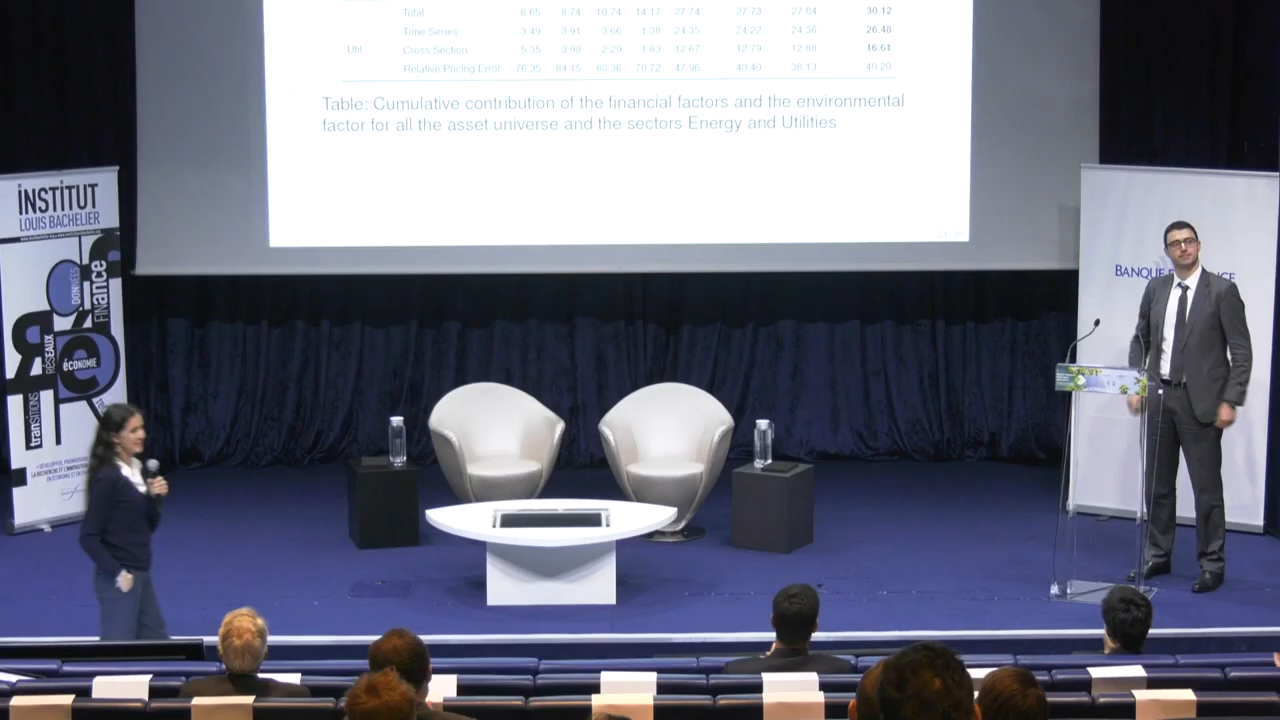 Total 8.65 8.74 10.74 14.17 27.74 27.73 27.84 30.12
Time Series 3.49 3.91 3.66 1.38 24.35 24.22 24.36 26.48
Util Cross Section 5.35 3.98 2.29 1.83 12.67 12.79 12.88 16.61
Relative Pricing Error 76.35 84.15 80.36 70.72 47.96 40.40 38.13 40.20
Table: Cumulative contribution of the financial factors and the environmental
factor for all the asset universe and the sectors Energy and Utilities
INSTITUT
LOUIS BACHELIER
DONNÉES
FINANCE
RÉSEAUX
éCONOMIE
tranSITIONS
BANQUE